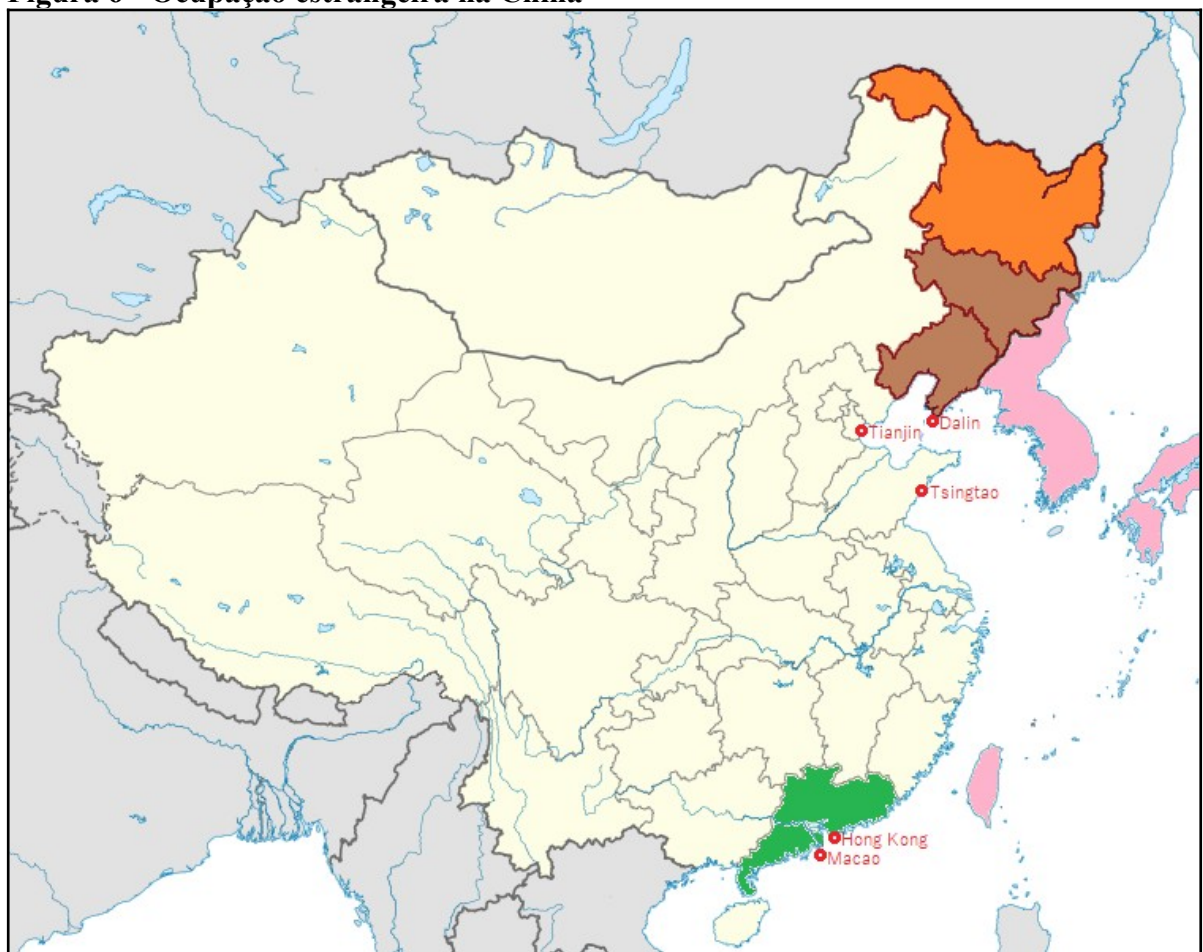 Figura 6 - Ocupação estrangeira na China
Tianjin
Dalin
Tsingtao
Hong Kong
Macao